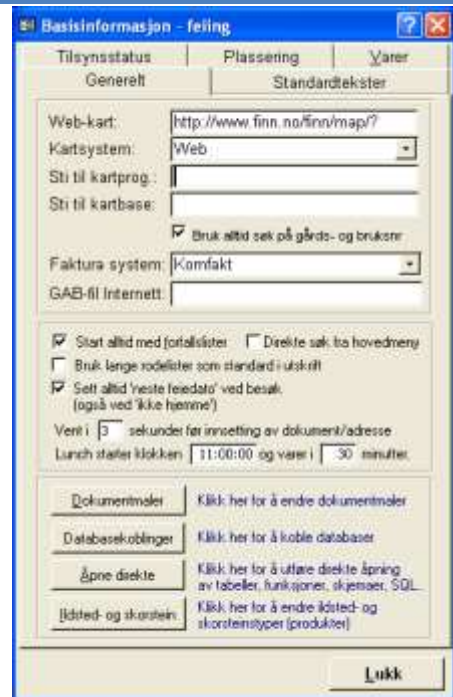 Basisinformasjon - feiing
Tilsynsstatus Plassering Varer
Generelt Standardtekster
Web-kart: http://www.finn.no/finn/map/?
Kartsystem: Web
Sti til kartprog.:
Sti til kartbase:
Bruk alltid søk på gårds- og bruksnr
Faktura system: Komfakt
GAB-fil Internett:
Start alltid med forfallslister Direkte søk fra hovedmeny
Bruk lange rodelister som standard i utskrift
Sett alltid 'neste feiedato' ved besøk
(også ved 'ikke hjemme')
Vent i 3 sekunder før innsetting av dokument/adresse
Lunch starter klokken 11:00:00 og varer i 30 minutter.
Dokumentmaler Klikk her for å endre dokumentmaler
Databasekoblinger Klikk her for å koble databaser
Åpne direkte Klikk her for å utføre direkte åpning
av tabeller, funksjoner, skjemaer, SQL..
Ildsted- og skorstein Klikk her for å endre ildsted- og
skorsteinstyper (produkter)
Lukk